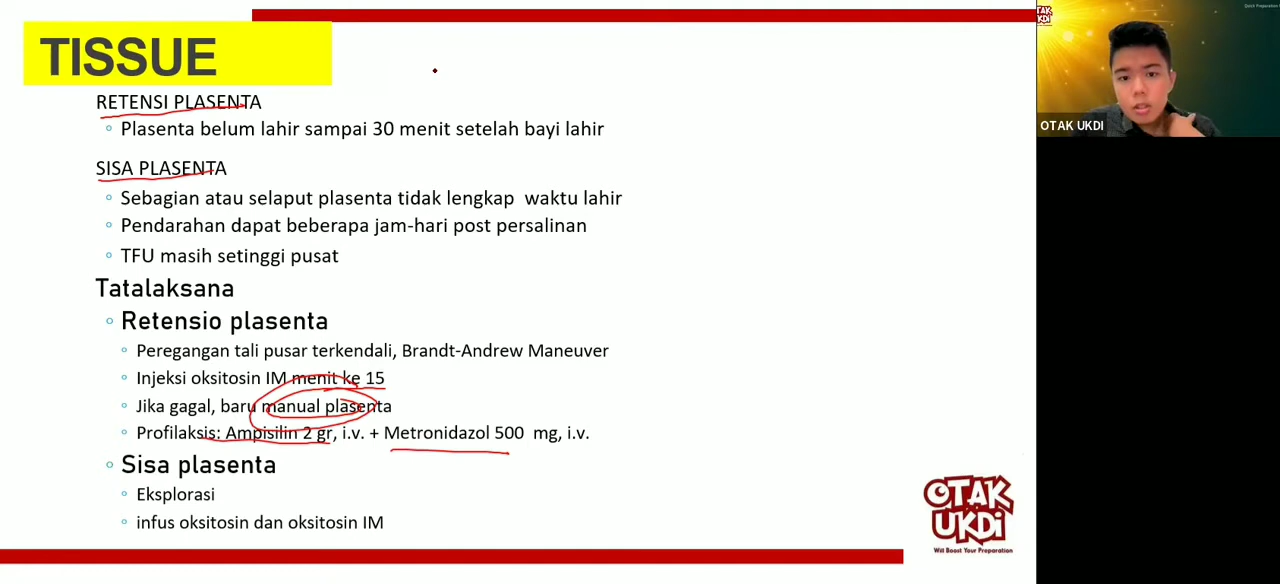 TISSUE
RETENSI PLASENTA
Plasenta belum lahir sampai 30 menit setelah bayi lahir
SISA PLASENTA
Sebagian atau selaput plasenta tidak lengkap waktu lahir
Pendarahan dapat beberapa jam-hari post persalinan
TFU masih setinggi pusat
Tatalaksana
Retensio plasenta
Peregangan tali pusar terkendali, Brandt-Andrew Maneuver
Injeksi oksitosin IM menit ke 15
Jika gagal, baru manual plasenta
Profilaksis: Ampisilin 2 gr, i.v. + Metronidazol 500 mg, i.v.
Sisa plasenta
Eksplorasi
infus oksitosin dan oksitosin IM
OTAK
UKDI
Will Boost Your Preparation
TAK
UKDI
Quick Preparation
OTAK UKDI